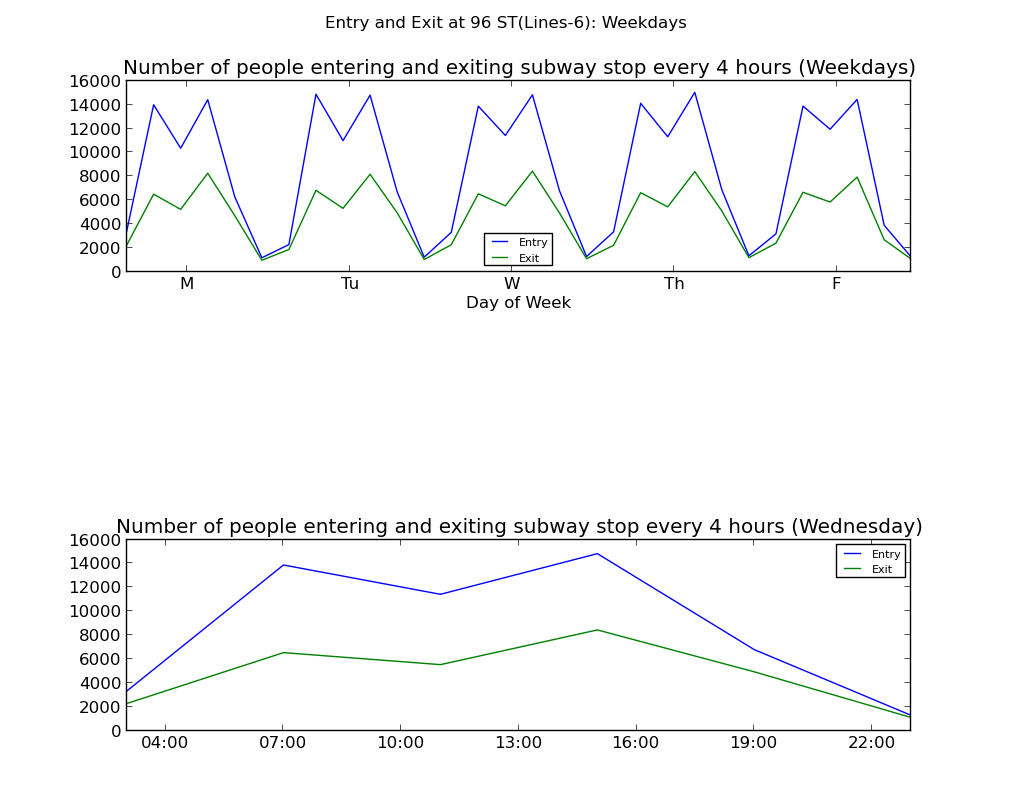 Entry and Exit at 96 ST(Lines-6): Weekdays
Number of people entering and exiting subway stop every 4 hours (Weekdays)
16000
14000
12000
10000
8000
6000
4000
2000
0
Entry
Exit
M Tu W Th F
Day of Week
Number of people entering and exiting subway stop every 4 hours (Wednesday)
16000
14000
12000
10000
8000
6000
4000
2000
0
Entry
Exit
04:00 07:00 10:00 13:00 16:00 19:00 22:00